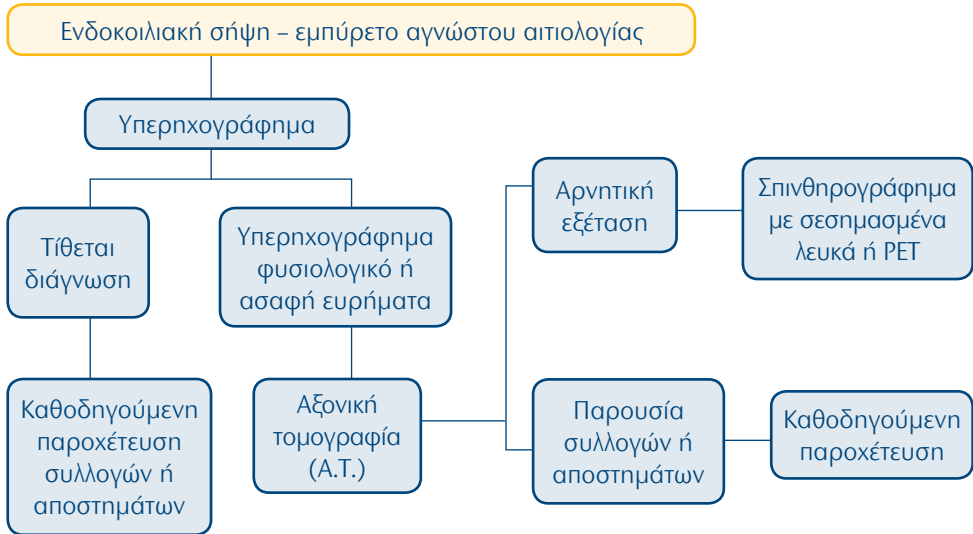 Ενδοκοιλιακή σήψη – εμπύρετο αγνώστου αιτιολογίας
Υπερηχογράφημα
Τίθεται
διάγνωση
Υπερηχογράφημα
φυσιολογικό ή
ασαφή ευρήματα
Αρνητική
εξέταση
Σπινθηρογράφημα
με σεσημασμένα
λευκά ή PET
Καθοδηγούμενη
παροχέτευση
συλλογών ή
αποστημάτων
Αξονική
τομογραφία
(Α.Τ.)
Παρουσία
συλλογών ή
αποστημάτων
Καθοδηγούμενη
παροχέτευση